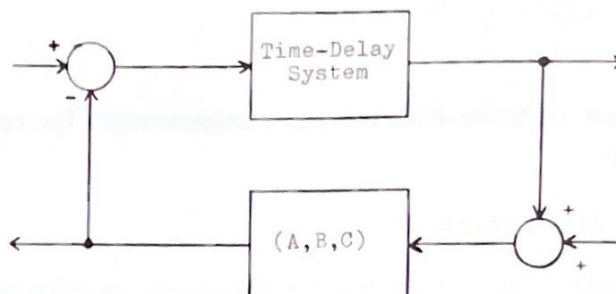 +
Time-Delay
System
-
(A,B,C)
+
+